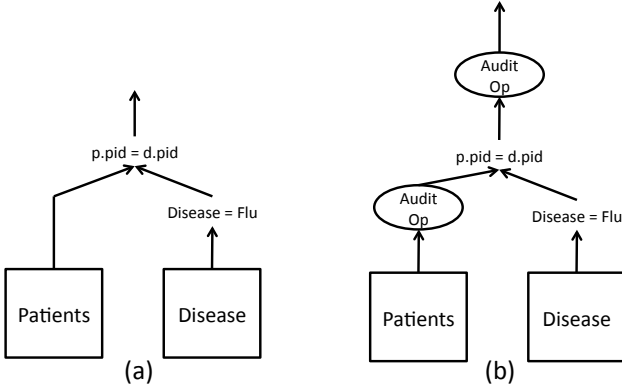 p.pid = d.pid
Disease = Flu
Patients
Disease
(a)
Audit
Op
p.pid = d.pid
Audit
Op
Disease = Flu
Patients
Disease
(b)